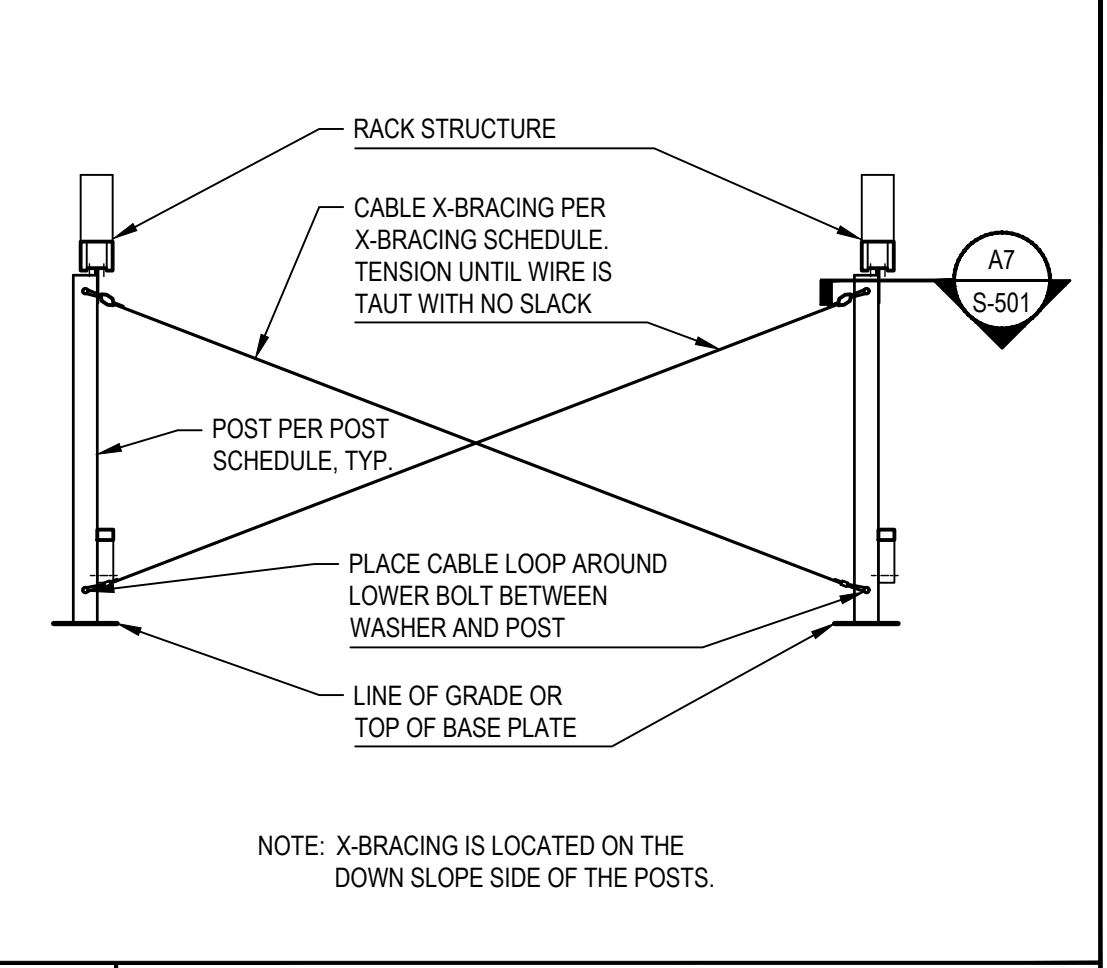 RACK STRUCTURE
CABLE X-BRACING PER
X-BRACING SCHEDULE.
TENSION UNTIL WIRE IS
TAUT WITH NO SLACK
A7
S-501
POST PER POST
SCHEDULE, TYP.
PLACE CABLE LOOP AROUND
LOWER BOLT BETWEEN
WASHER AND POST
LINE OF GRADE OR
TOP OF BASE PLATE
NOTE: X-BRACING IS LOCATED ON THE
DOWN SLOPE SIDE OF THE POSTS.